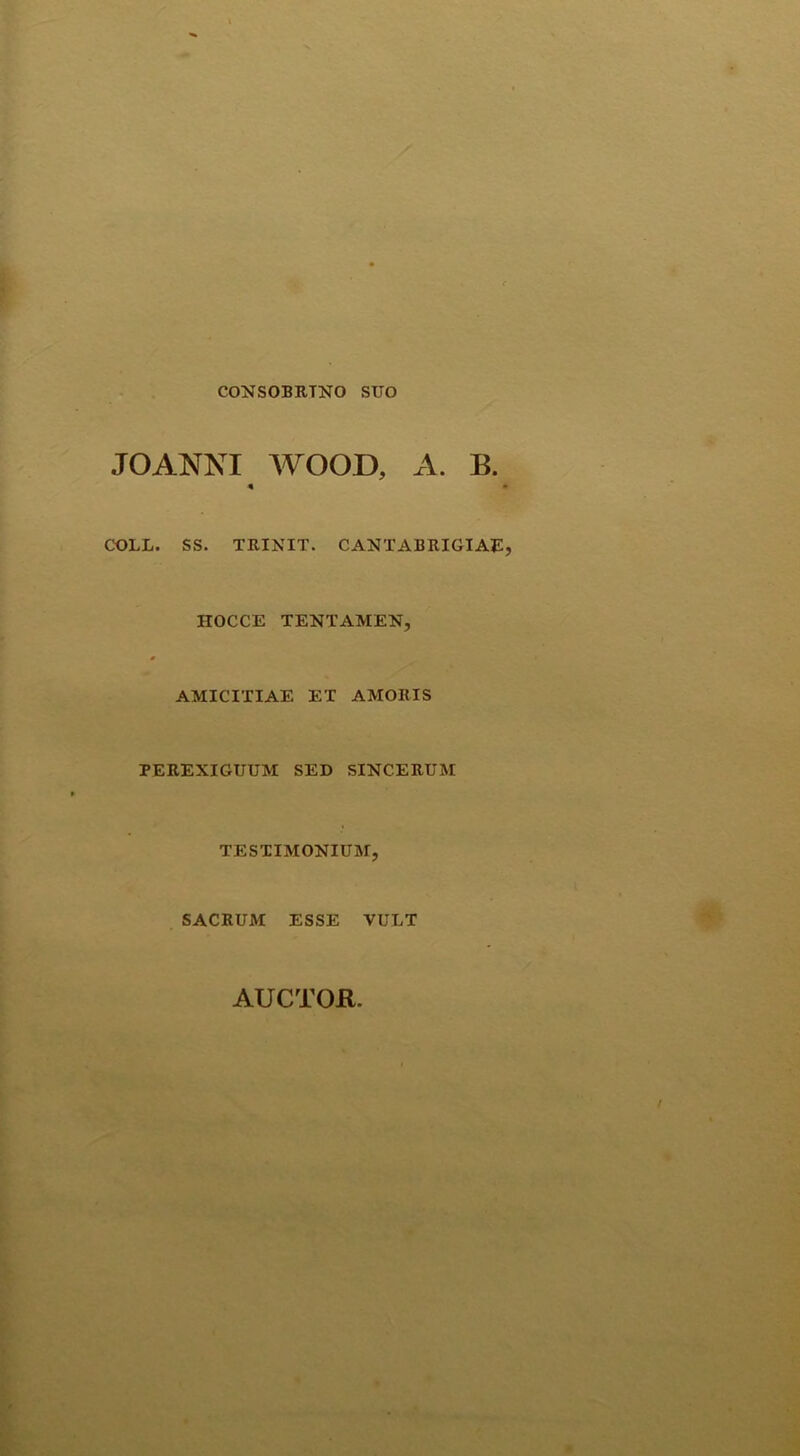 CONSOBRINO SUO
JOANNI WOOD, A. B.
COLL. SS. TRINIT. CANTABRIGIAE,
HOCCE TENTAMEN,
AMICITIAE ET AMORIS
PEREXIGUUM SED SINCERUM
TESTIMONIUM,
SACRUM ESSE VULT
AUCTOR.